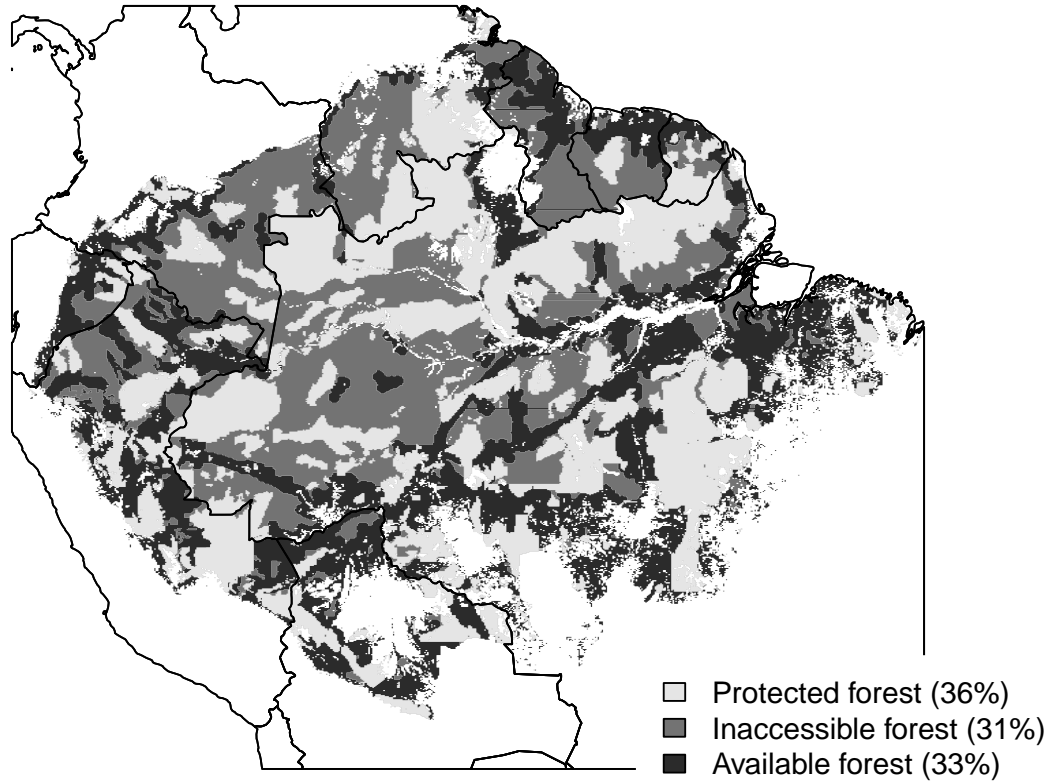 Protected forest (36%)
Inaccessible forest (31%)
Available forest (33%)